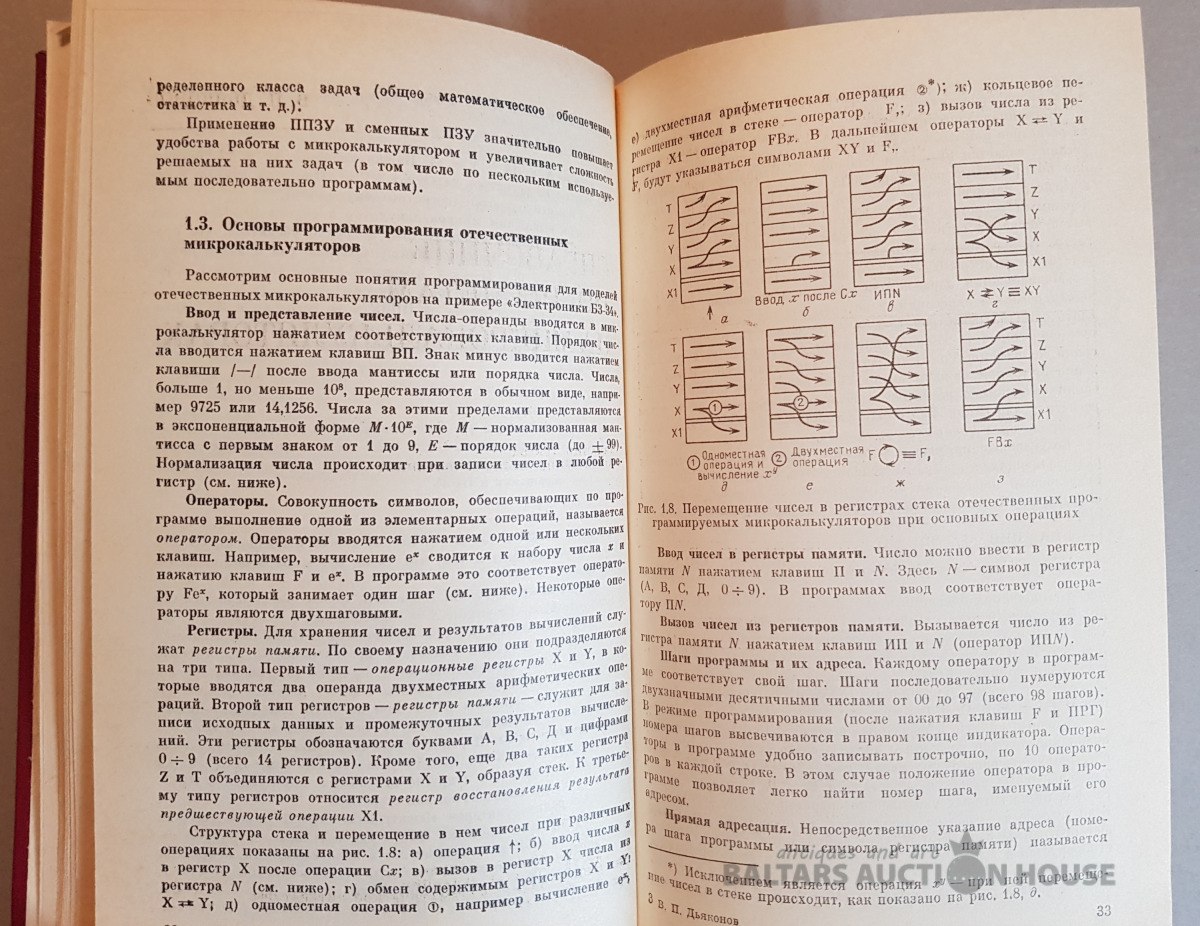 ределенного класса задач (общее математическое обеспечение,
статистика и т. д.).
Применение ППЗУ и сменных ПЗУ значительно повышает
удобства работы с микрокалькулятором и увеличивает сложность
решаемых на них задач (в том числе по нескольким используе-
мым последовательно программам).
1.3. Основы программирования отечественных
микрокалькуляторов
Рассмотрим основные понятия программирования для моделей
отечественных микрокалькуляторов на примере «Электроники БЗ-34».
Ввод и представление чисел. Числа-операнды вводятся в мик-
рокалькулятор нажатием соответствующих клавиш. Порядок чис-
ла вводится нажатием клавиш ВП. Знак минус вводится нажатием
клавиши /—/ после ввода мантиссы или порядка числа. Числа,
больше 1, но меньше 10⁸, представляются в обычном виде, напри-
мер 9725 или 14,1256. Числа за этими пределами представляются
в экспоненциальной форме M·10ᴱ, где M — нормализованная ман-
тисса с первым знаком от 1 до 9, E — порядок числа (до ±99).
Нормализация числа происходит при записи чисел в любой ре-
гистр (см. ниже).
Операторы. Совокупность символов, обеспечивающих по про-
грамме выполнение одной из элементарных операций, называется
оператором. Операторы вводятся нажатием одной или нескольких
клавиш. Например, вычисление eˣ сводится к набору числа x и
нажатию клавиш F и eˣ. В программе это соответствует операто-
ру Feˣ, который занимает один шаг (см. ниже). Некоторые опе-
раторы являются двухшаговыми.
Регистры. Для хранения чисел и результатов вычислений слу-
жат регистры памяти. По своему назначению они подразделяются
на три типа. Первый тип — операционные регистры X и Y, в ко-
торые вводятся два операнда двухместных арифметических опе-
раций. Второй тип регистров — регистры памяти — служит для за-
писи исходных данных и промежуточных результатов вычисле-
ний. Эти регистры обозначаются буквами А, В, С, Д и цифрами
0÷9 (всего 14 регистров). Кроме того, еще два таких регистра
Z и T объединяются с регистрами X и Y, образуя стек. К третье-
му типу регистров относится регистр восстановления результата
предшествующей операции X1.
Структура стека и перемещение в нем чисел при различных
операциях показаны на рис. 1.8: а) операция ↑; б) ввод числа x
в регистр X после операции Cx; в) вызов в регистр X числа из
регистра N (см. ниже); г) обмен содержимым регистров X и Y:
X⇄Y; д) одноместная операция ①, например вычисление eˣ;
е) двухместная арифметическая операция ②*); ж) кольцевое пе-
ремещение чисел в стеке — оператор F,; з) вызов числа из ре-
гистра X1 — оператор FBx. В дальнейшем операторы X⇄Y и
F, будут указываться символами XY и F,.
T
Z
Y
X
X1
T
Z
Y
X
X1
↑ а
Ввод x после Cx
б
ИПN
в
X⇄Y≡XY
г
T
Z
Y
X
X1
①
②
T
Z
Y
X
X1
① Одноместная
операция и
вычисление xʸ
д
② Двухместная
операция
е
F ≡ F,
ж
FBx
з
Рис. 1.8. Перемещение чисел в регистрах стека отечественных про-
граммируемых микрокалькуляторов при основных операциях
Ввод чисел в регистры памяти. Число можно ввести в регистр
памяти N нажатием клавиш П и N. Здесь N — символ регистра
(А, В, С, Д, 0÷9). В программах ввод соответствует опера-
тору ПN.
Вызов чисел из регистров памяти. Вызывается число из ре-
гистра памяти N нажатием клавиш ИП и N (оператор ИПN).
Шаги программы и их адреса. Каждому оператору в програм-
ме соответствует свой шаг. Шаги последовательно нумеруются
двухзначными десятичными числами от 00 до 97 (всего 98 шагов).
В режиме программирования (после нажатия клавиш F и ПРГ)
номера шагов высвечиваются в правом конце индикатора. Опера-
торы в программе удобно записывать построчно, по 10 операто-
ров в каждой строке. В этом случае положение оператора в про-
грамме позволяет легко найти номер шага, именуемый его
адресом.
Прямая адресация. Непосредственное указание адреса (номе-
ра шага программы или символа регистра памяти) называется
*) Исключением является операция xʸ — при ней перемеще-
ние чисел в стеке происходит, как показано на рис. 1.8, д.
3 В. П. Дьяконов
33
antiques and art
BALTARS AUCTION HOUSE